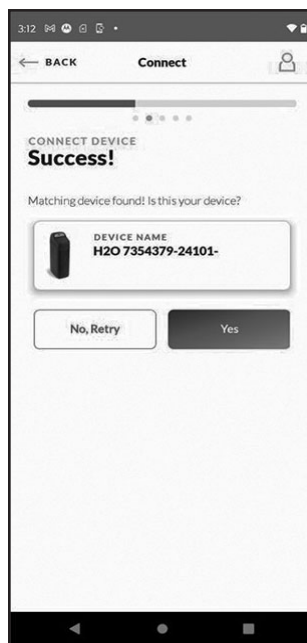 3:12
BACK
Connect
CONNECT DEVICE
Success!
Matching device found! Is this your device?
DEVICE NAME
H2O 7354379-24101-
No, Retry
Yes